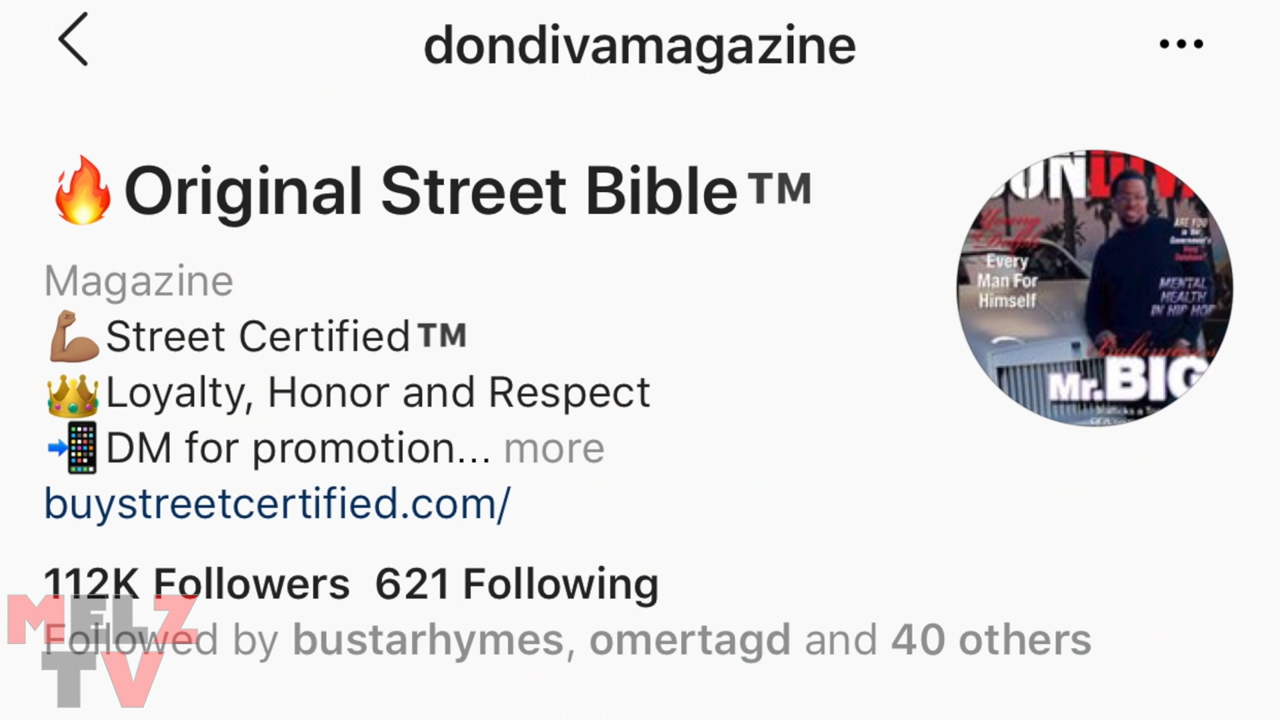 dondivamagazine
🔥Original Street Bible™
Magazine
💪🏽Street Certified™
👑Loyalty, Honor and Respect
📲DM for promotion... more
buystreetcertified.com/
112K Followers 621 Following
Followed by bustarhymes, omertagd and 40 others
Every
Man For
Himself
ARE YOU
MENTAL
HEALTH
IN HIP HOP
Mr.BIG
MELZ
TV